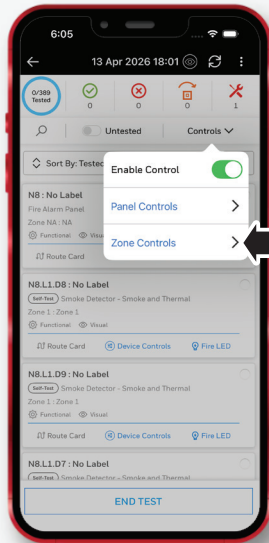 6:05
13 Apr 2026 18:01
0/389
Tested
0
0
0
1
Untested
Controls
Sort By: Tested
Enable Control
Panel Controls
Zone Controls
N8 : No Label
Fire Alarm Panel
Zone NA : NA
Functional Visual
Route Card
N8.L1.D8 : No Label
Self-Test Smoke Detector - Smoke and Thermal
Zone 1 : Zone 1
Functional Visual
Route Card Device Controls Fire LED
N8.L1.D9 : No Label
Self-Test Smoke Detector - Smoke and Thermal
Zone 1 : Zone 1
Functional Visual
Route Card Device Controls Fire LED
N8.L1.D7 : No Label
Self-Test Smoke Detector - Smoke and Thermal
END TEST